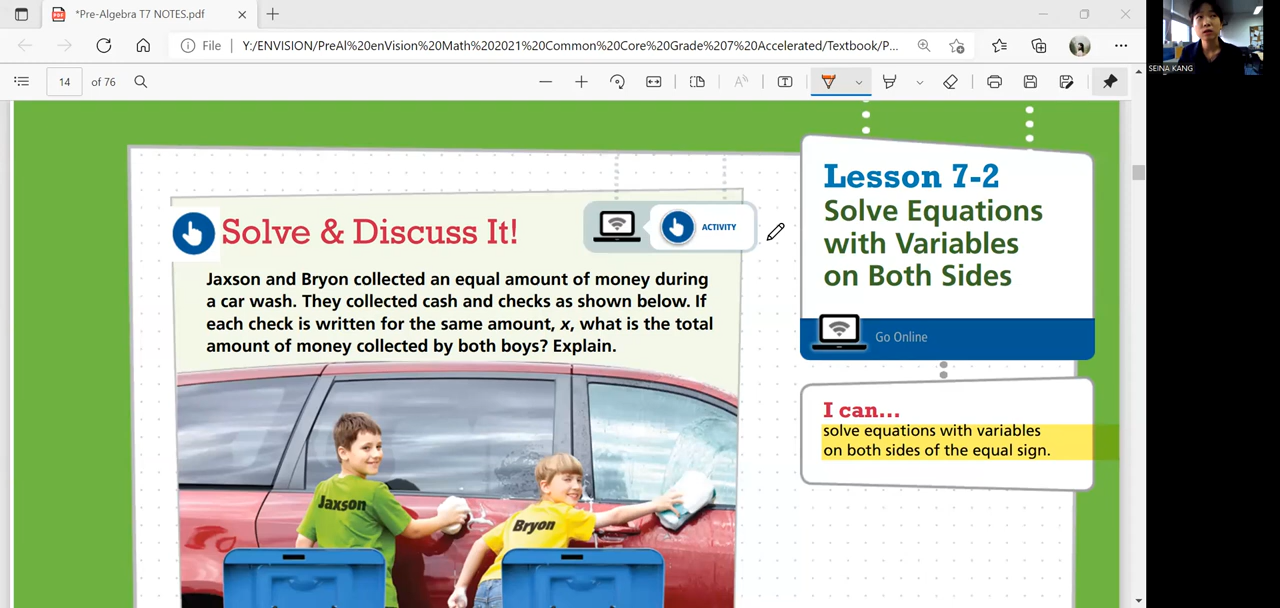 *Pre-Algebra T7 NOTES.pdf
File
Y:/ENVISION/PreAl%20enVision%20Math%202021%20Common%20Core%20Grade%207%20Accelerated/Textbook/P...
14
of 76
SEINA KANG
Lesson 7-2
Solve Equations
with Variables
on Both Sides
Go Online
I can...
solve equations with variables
on both sides of the equal sign.
Solve & Discuss It!
ACTIVITY
Jaxson and Bryon collected an equal amount of money during
a car wash. They collected cash and checks as shown below. If
each check is written for the same amount, x, what is the total
amount of money collected by both boys? Explain.
Jaxson
Bryon